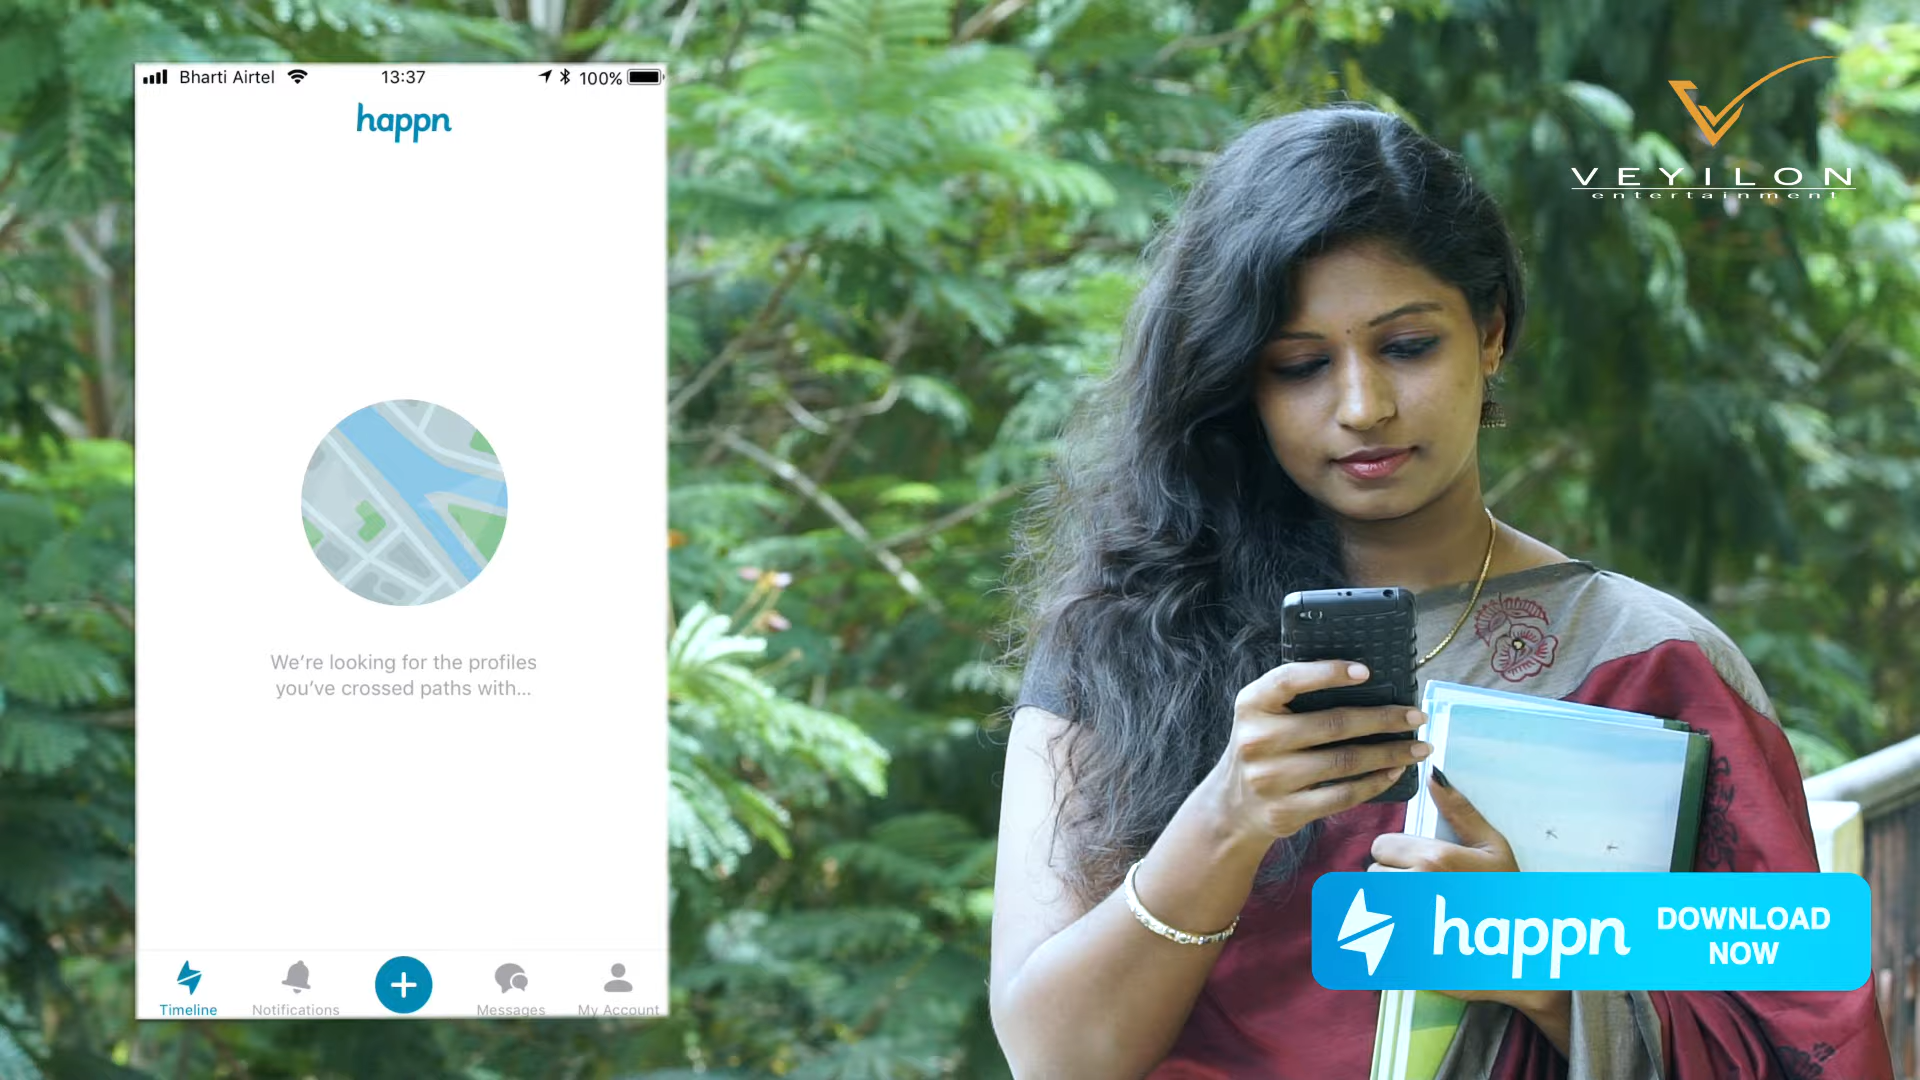 Bharti Airtel
13:37
100%
happn
We’re looking for the profiles
you’ve crossed paths with...
Timeline
Notifications
Messages
My Account
VEYILON
entertainment
happn
DOWNLOAD
NOW